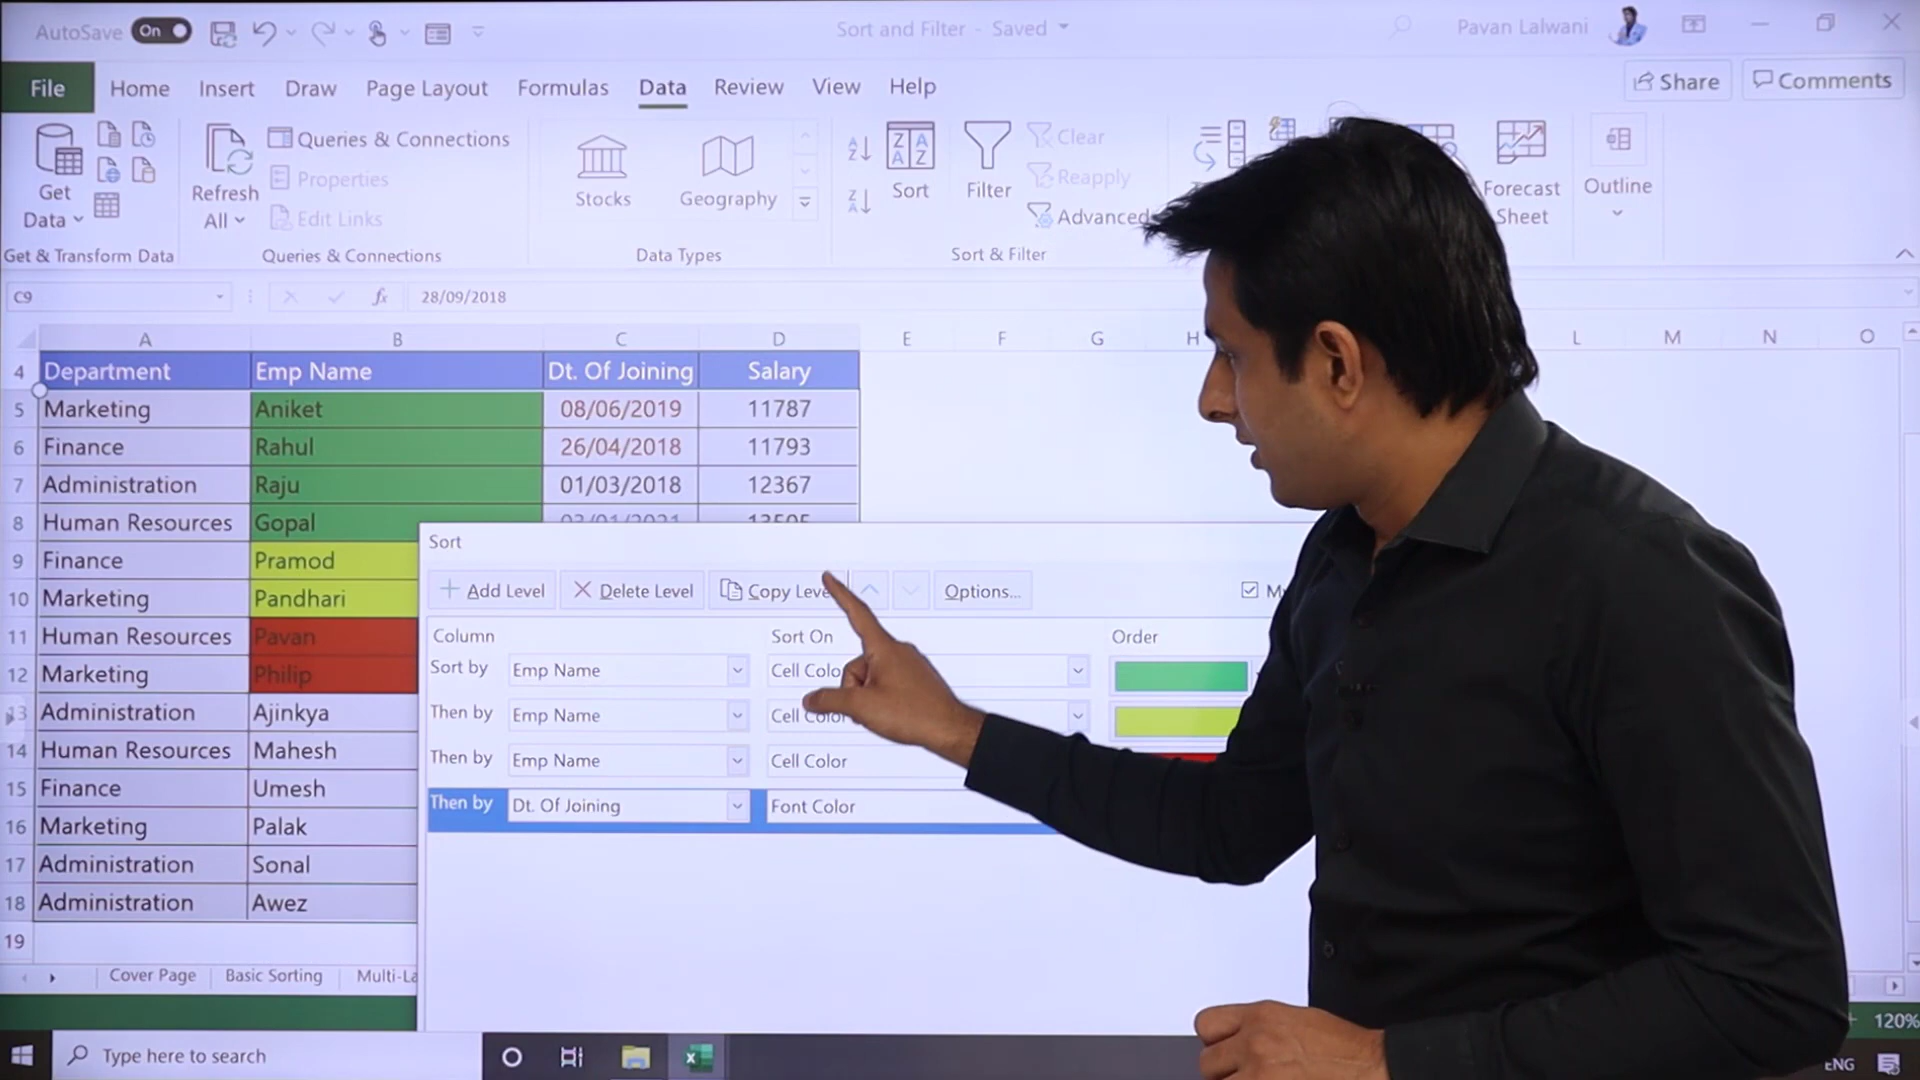 AutoSave On
Sort and Filter - Saved
Pavan Lalwani
File Home Insert Draw Page Layout Formulas Data Review View Help
Share Comments
Get Data
Refresh All
Queries & Connections
Properties
Edit Links
Stocks
Geography
Sort
Filter
Clear
Reapply
Advanced
Forecast Sheet
Outline
Get & Transform Data
Queries & Connections
Data Types
Sort & Filter
C9 fx 28/09/2018
A B C D E F G H L M N O
4 Department Emp Name Dt. Of Joining Salary
5 Marketing Aniket 08/06/2019 11787
6 Finance Rahul 26/04/2018 11793
7 Administration Raju 01/03/2018 12367
8 Human Resources Gopal
9 Finance Pramod
10 Marketing Pandhari
11 Human Resources Pavan
12 Marketing Philip
13 Administration Ajinkya
14 Human Resources Mahesh
15 Finance Umesh
16 Marketing Palak
17 Administration Sonal
18 Administration Awez
19
Sort
Add Level Delete Level Copy Leve Options...
Column Sort On Order
Sort by Emp Name Cell Colo
Then by Emp Name Cell Color
Then by Emp Name Cell Color
Then by Dt. Of Joining Font Color
Cover Page Basic Sorting Multi-La
120%
Type here to search
ENG